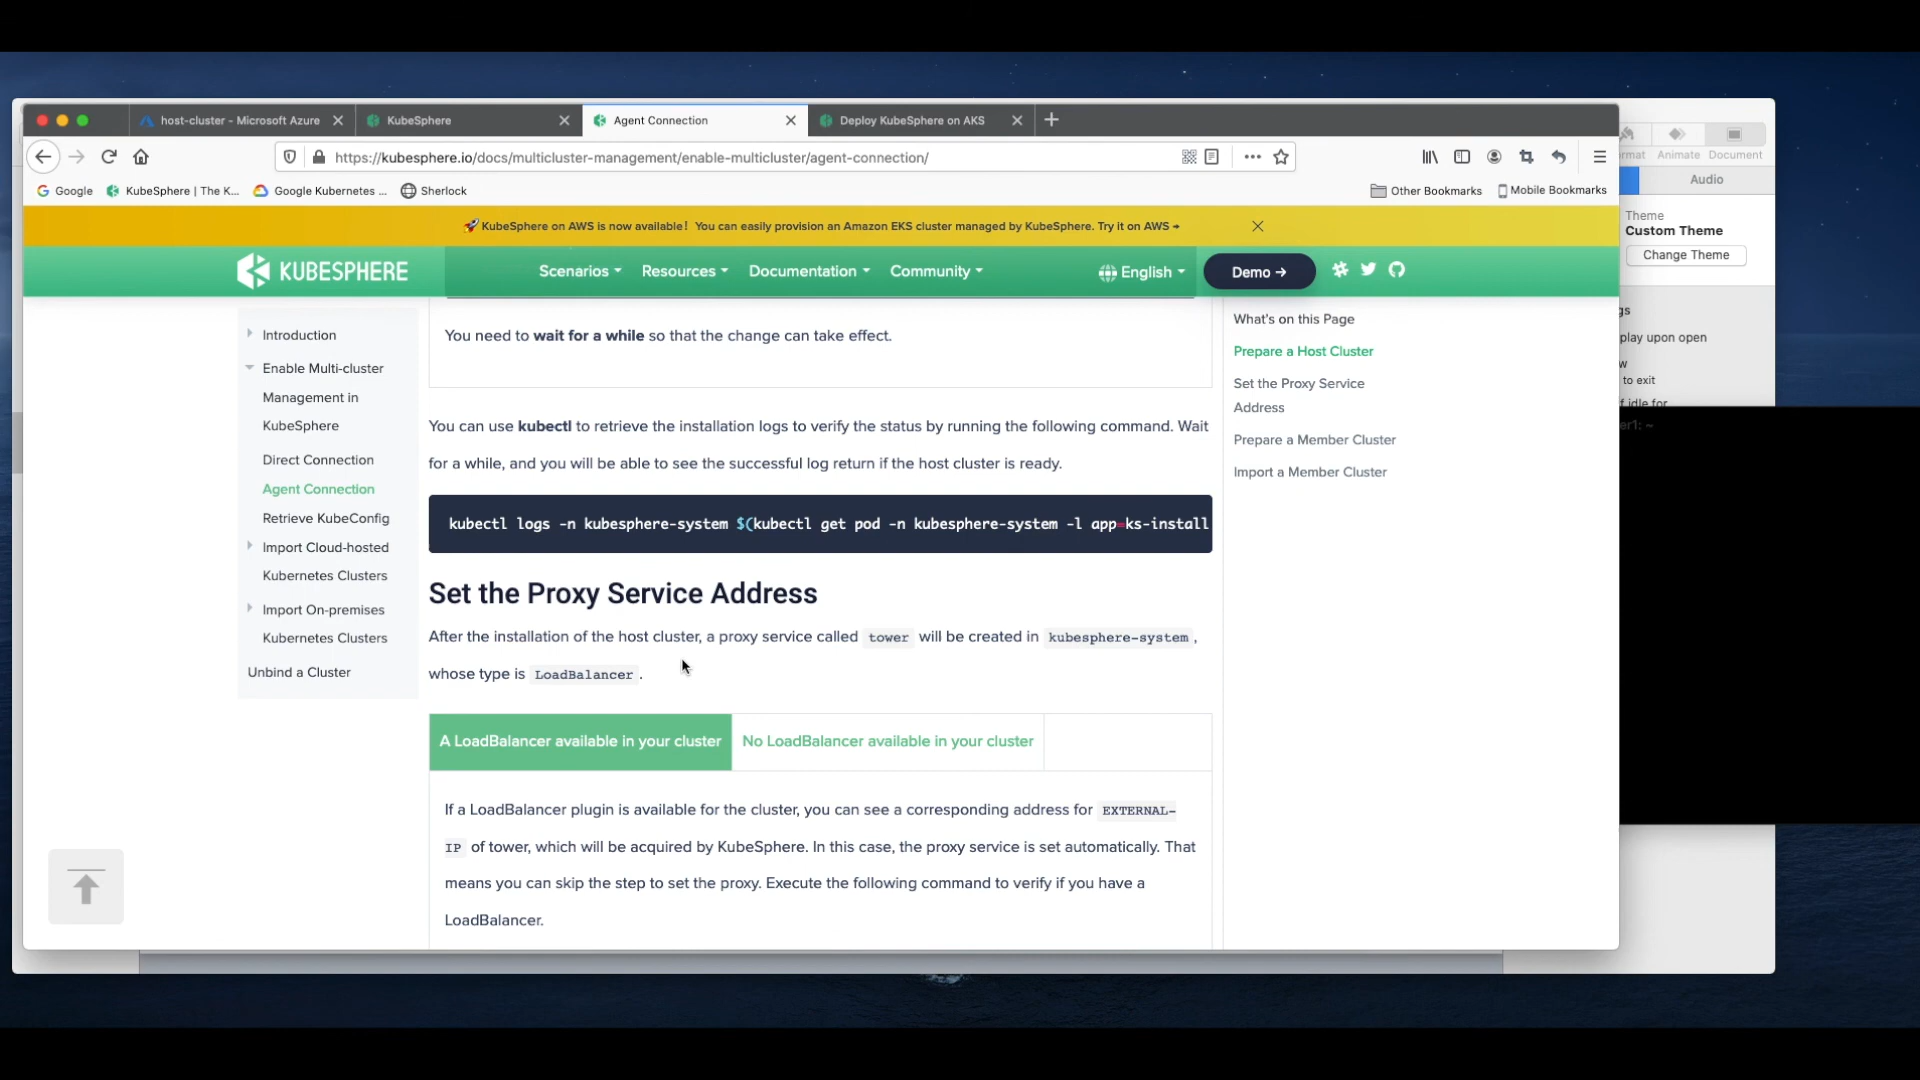 host-cluster - Microsoft Azure
KubeSphere
Agent Connection
Deploy KubeSphere on AKS
https://kubesphere.io/docs/multicluster-management/enable-multicluster/agent-connection/
Animate Document
Google
KubeSphere | The K...
Google Kubernetes ...
Sherlock
Other Bookmarks
Mobile Bookmarks
Audio
🚀 KubeSphere on AWS is now available! You can easily provision an Amazon EKS cluster managed by KubeSphere. Try it on AWS →
Theme
Custom Theme
Change Theme
KUBESPHERE
Scenarios
Resources
Documentation
Community
English
Demo →
Introduction
Enable Multi-cluster
Management in
KubeSphere
Direct Connection
Agent Connection
Retrieve KubeConfig
Import Cloud-hosted
Kubernetes Clusters
Import On-premises
Kubernetes Clusters
Unbind a Cluster
You need to wait for a while so that the change can take effect.
You can use kubectl to retrieve the installation logs to verify the status by running the following command. Wait
for a while, and you will be able to see the successful log return if the host cluster is ready.
kubectl logs -n kubesphere-system $(kubectl get pod -n kubesphere-system -l app=ks-install
Set the Proxy Service Address
After the installation of the host cluster, a proxy service called tower will be created in kubesphere-system,
whose type is LoadBalancer.
A LoadBalancer available in your cluster
No LoadBalancer available in your cluster
If a LoadBalancer plugin is available for the cluster, you can see a corresponding address for EXTERNAL-
IP of tower, which will be acquired by KubeSphere. In this case, the proxy service is set automatically. That
means you can skip the step to set the proxy. Execute the following command to verify if you have a
LoadBalancer.
What's on this Page
Prepare a Host Cluster
Set the Proxy Service
Address
Prepare a Member Cluster
Import a Member Cluster
play upon open
to exit
idle for